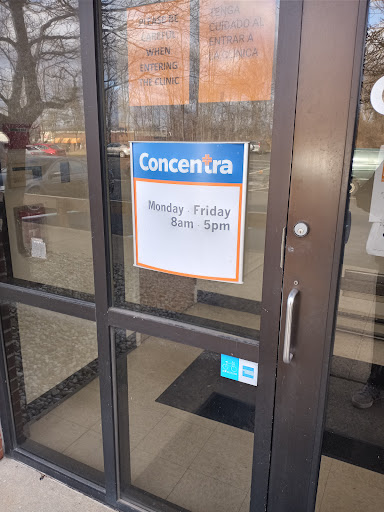 PLEASE BE
CAREFUL
WHEN
ENTERING
THE CLINIC
TENGA
CUIDADO AL
ENTRAR A
LA CLINICA
Concentra
Monday - Friday
8am - 5pm